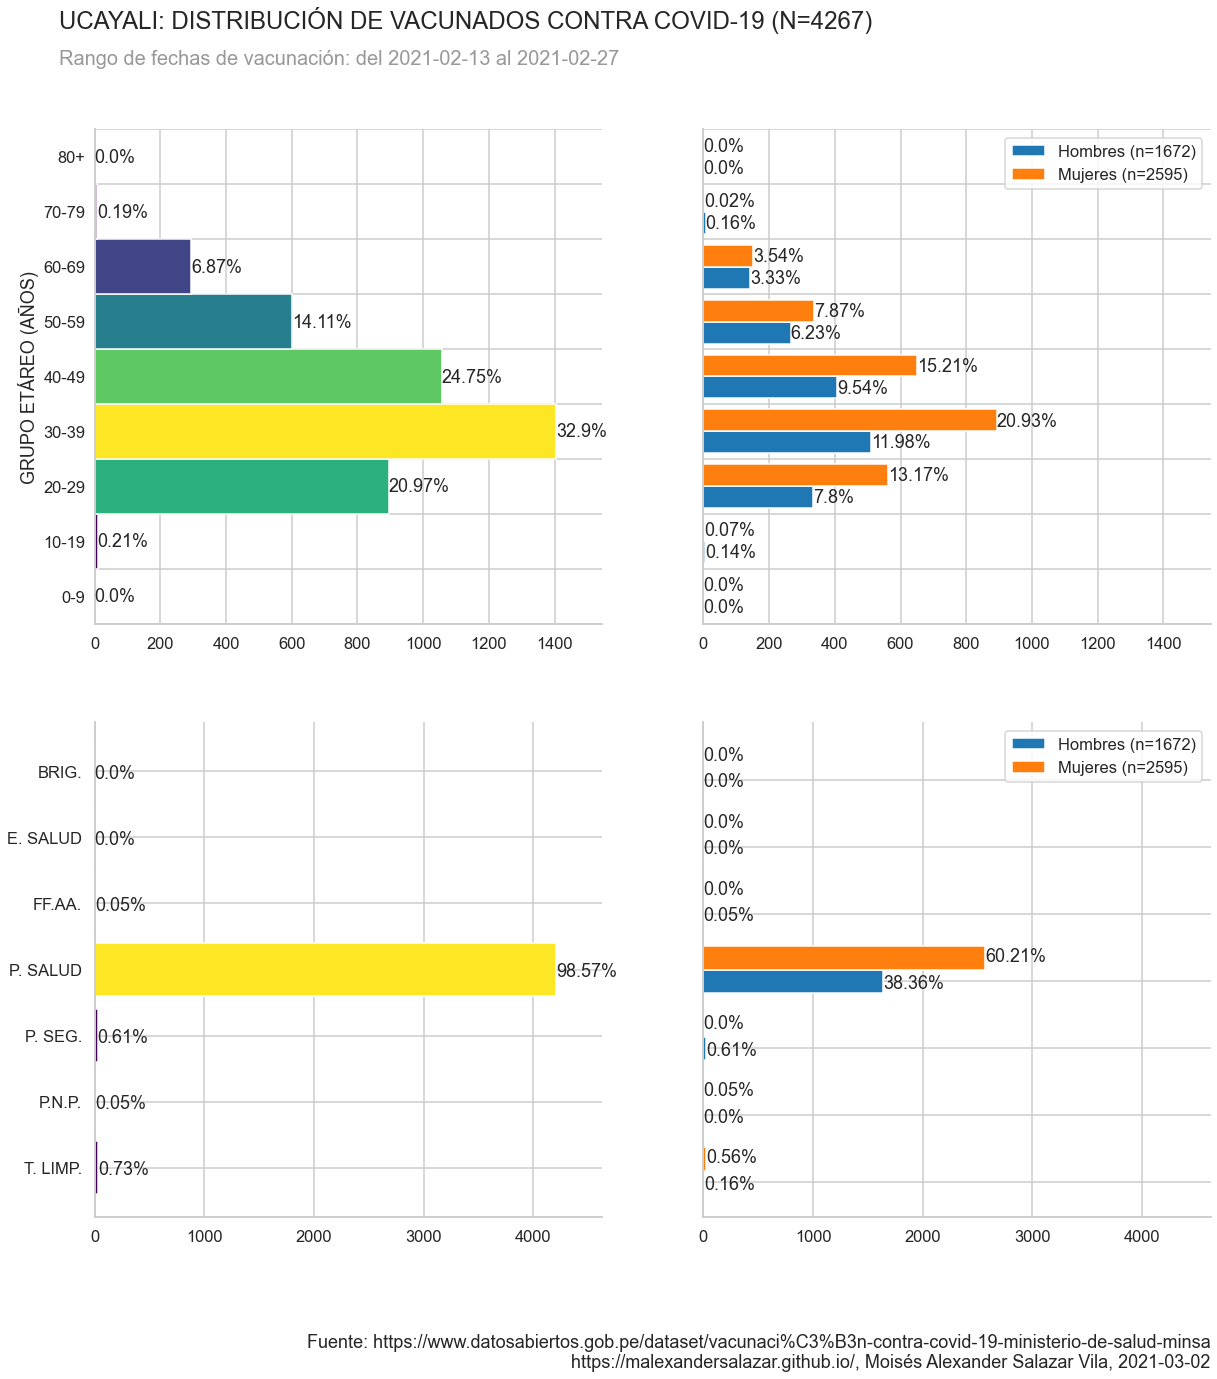 UCAYALI: DISTRIBUCIÓN DE VACUNADOS CONTRA COVID-19 (N=4267)
Rango de fechas de vacunación: del 2021-02-13 al 2021-02-27
GRUPO ETÁREO (AÑOS)
80+ 0.0%
70-79 0.19%
60-69 6.87%
50-59 14.11%
40-49 24.75%
30-39 32.9%
20-29 20.97%
10-19 0.21%
0-9 0.0%
0 200 400 600 800 1000 1200 1400
Hombres (n=1672)
Mujeres (n=2595)
0.0%
0.0%
0.02%
0.16%
3.54%
3.33%
7.87%
6.23%
15.21%
9.54%
20.93%
11.98%
13.17%
7.8%
0.07%
0.14%
0.0%
0.0%
0 200 400 600 800 1000 1200 1400
BRIG. 0.0%
E. SALUD 0.0%
FF.AA. 0.05%
P. SALUD 98.57%
P. SEG. 0.61%
P.N.P. 0.05%
T. LIMP. 0.73%
0 1000 2000 3000 4000
Hombres (n=1672)
Mujeres (n=2595)
0.0%
0.0%
0.0%
0.0%
0.0%
0.05%
60.21%
38.36%
0.0%
0.61%
0.05%
0.0%
0.56%
0.16%
0 1000 2000 3000 4000
Fuente: https://www.datosabiertos.gob.pe/dataset/vacunaci%C3%B3n-contra-covid-19-ministerio-de-salud-minsa
https://malexandersalazar.github.io/, Moisés Alexander Salazar Vila, 2021-03-02